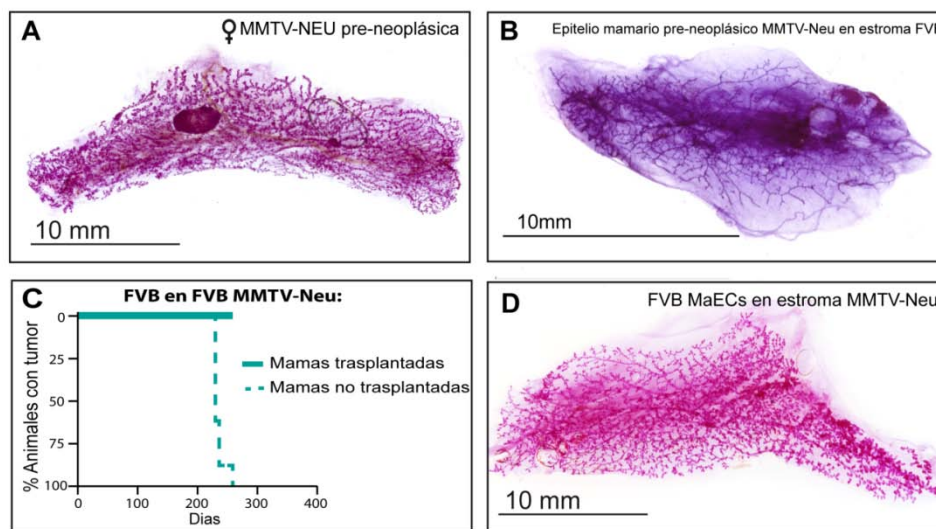 A
♀MMTV-NEU pre-neoplásica
10 mm
B
Epitelio mamario pre-neoplásico MMTV-Neu en estroma FVB
10mm
C
FVB en FVB MMTV-Neu:
% Animales con tumor
0
25
50
75
100
Mamas trasplantadas
Mamas no trasplantadas
0 100 200 300 400
Dias
D
FVB MaECs en estroma MMTV-Neu
10 mm